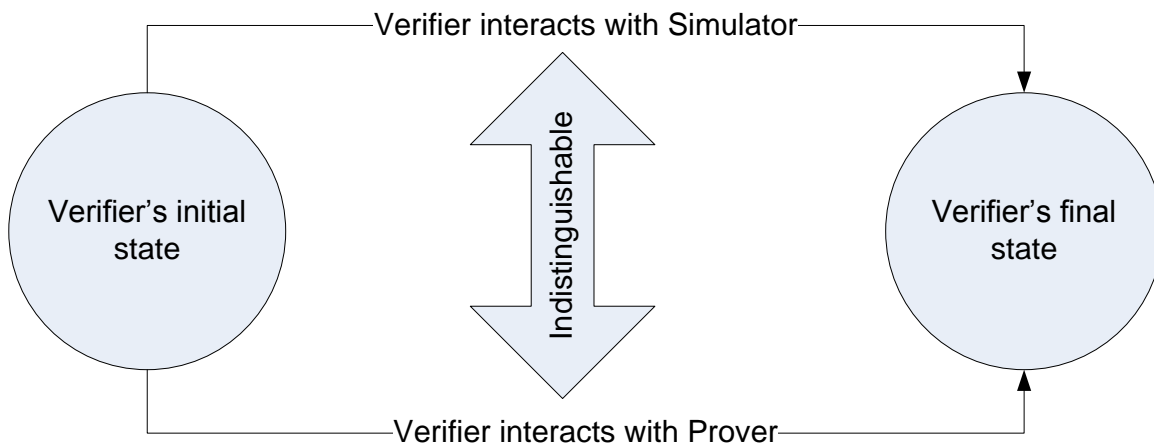 Verifier interacts with Simulator
Verifier's initial
state
Indistinguishable
Verifier's final
state
Verifier interacts with Prover